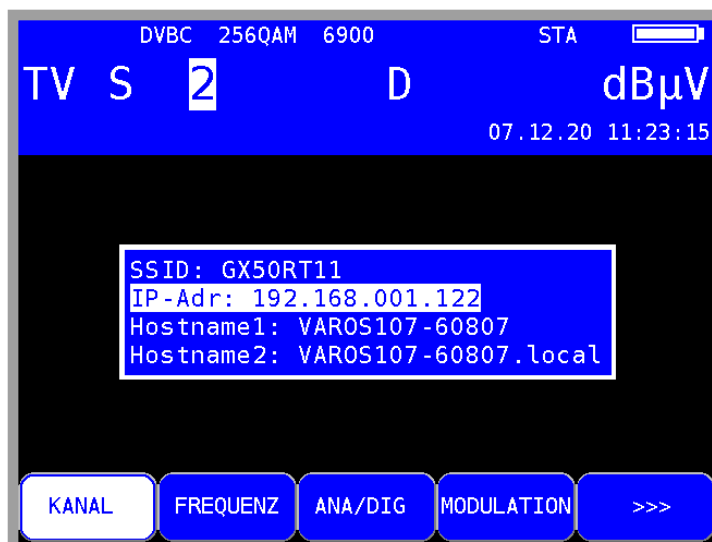 DVBC 256QAM 6900 STA
TV S 2 D dBµV
07.12.20 11:23:15
SSID: GX50RT11
IP-Adr: 192.168.001.122
Hostname1: VAROS107-60807
Hostname2: VAROS107-60807.local
KANAL FREQUENZ ANA/DIG MODULATION >>>